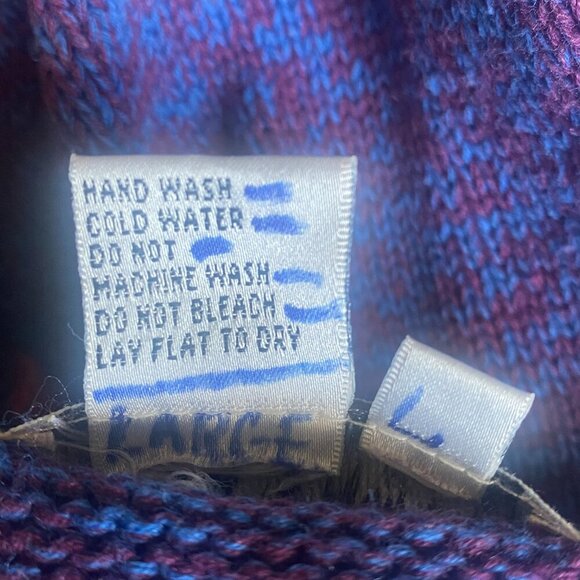 HAND WASH
COLD WATER
DO NOT
MACHINE WASH
DO NOT BLEACH
LAY FLAT TO DRY
LARGE
L